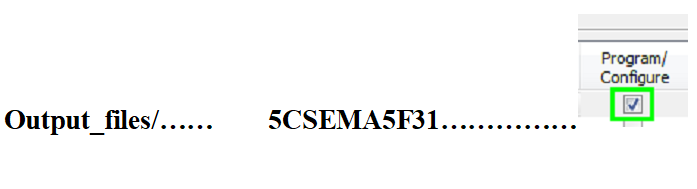 Program/
Configure
Output_files/…… 5CSEMA5F31……………